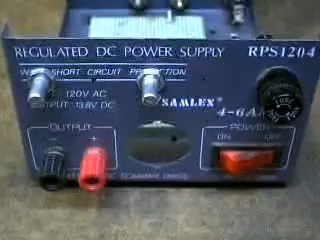 REGULATED DC POWER SUPPLY RPS1204
SHORT CIRCUIT PROTECTION
120V AC
OUTPUT: 13.8V DC
SAMLEX
4-6A
OUTPUT
POWER
ON OFF
- +
FUSE